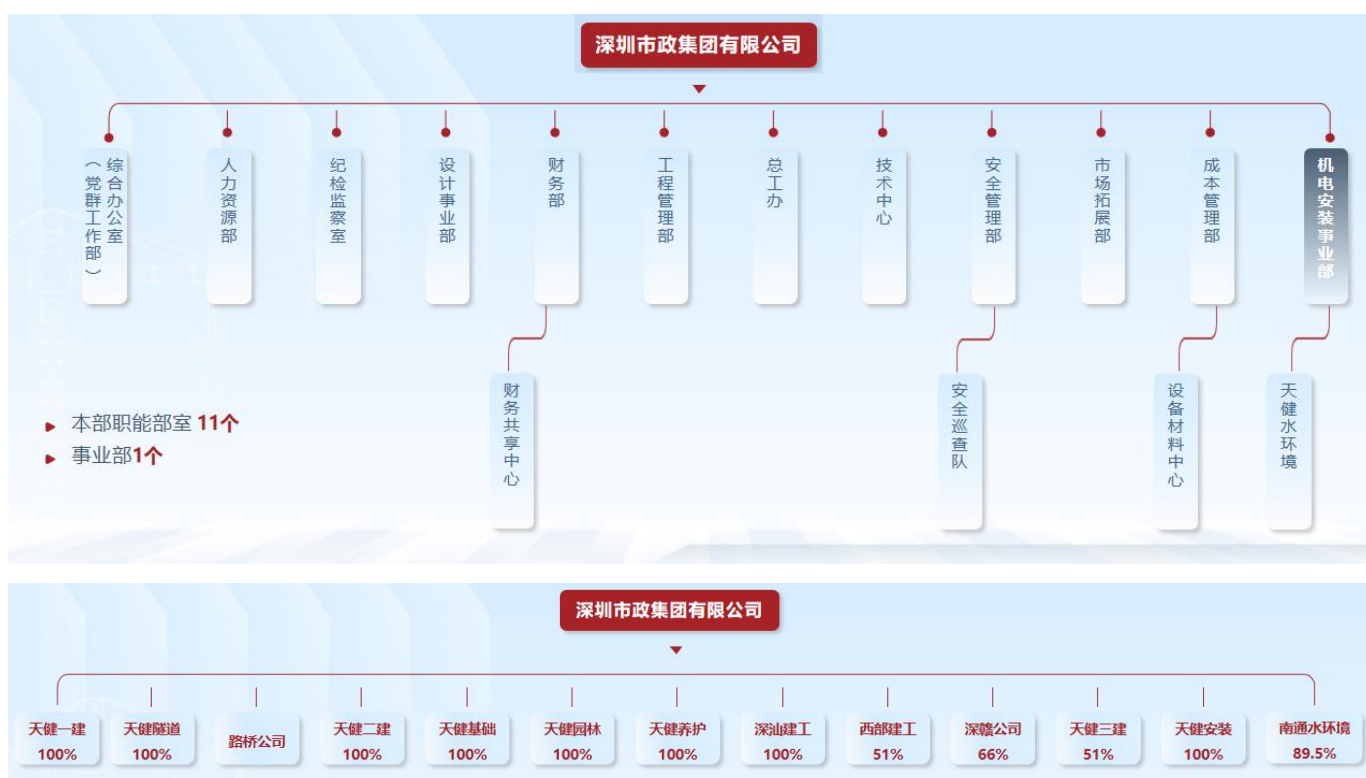 深圳市政集团有限公司
综合办公室
（党群工作部）
人力资源部
纪检监察室
设计事业部
财务部
工程管理部
总工办
技术中心
安全管理部
市场拓展部
成本管理部
机电安装事业部
财务共享中心
安全巡查队
设备材料中心
天健水环境
本部职能部室 11个
事业部1个
深圳市政集团有限公司
天健一建
100%
天健隧道
100%
路桥公司
天健二建
100%
天健基础
100%
天健园林
100%
天健养护
100%
深汕建工
100%
西部建工
51%
深赣公司
66%
天健三建
51%
天健安装
100%
南通水环境
89.5%